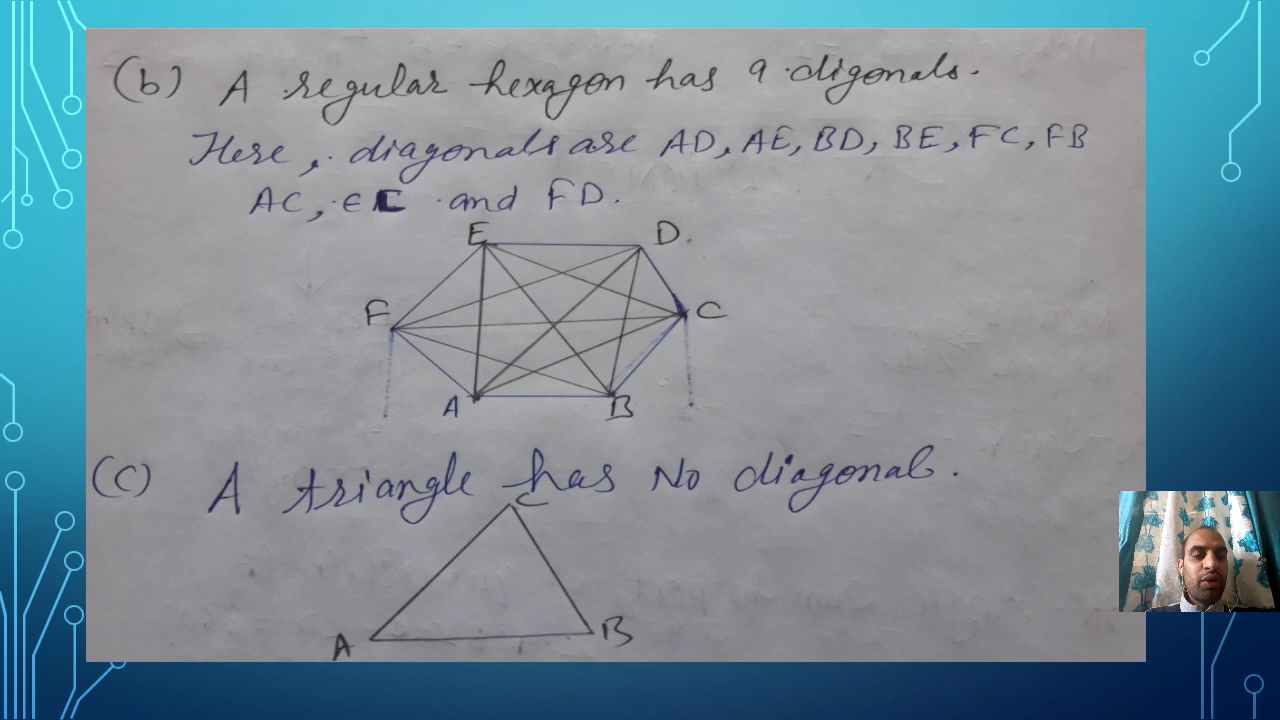 (b) A regular hexagon has 9 digonals.
Here, diagonals are AD, AE, BD, BE, FC, FB
AC, EC and FD.
E D.
F C
A B
(C) A triangle has No diagonal.
C
A B